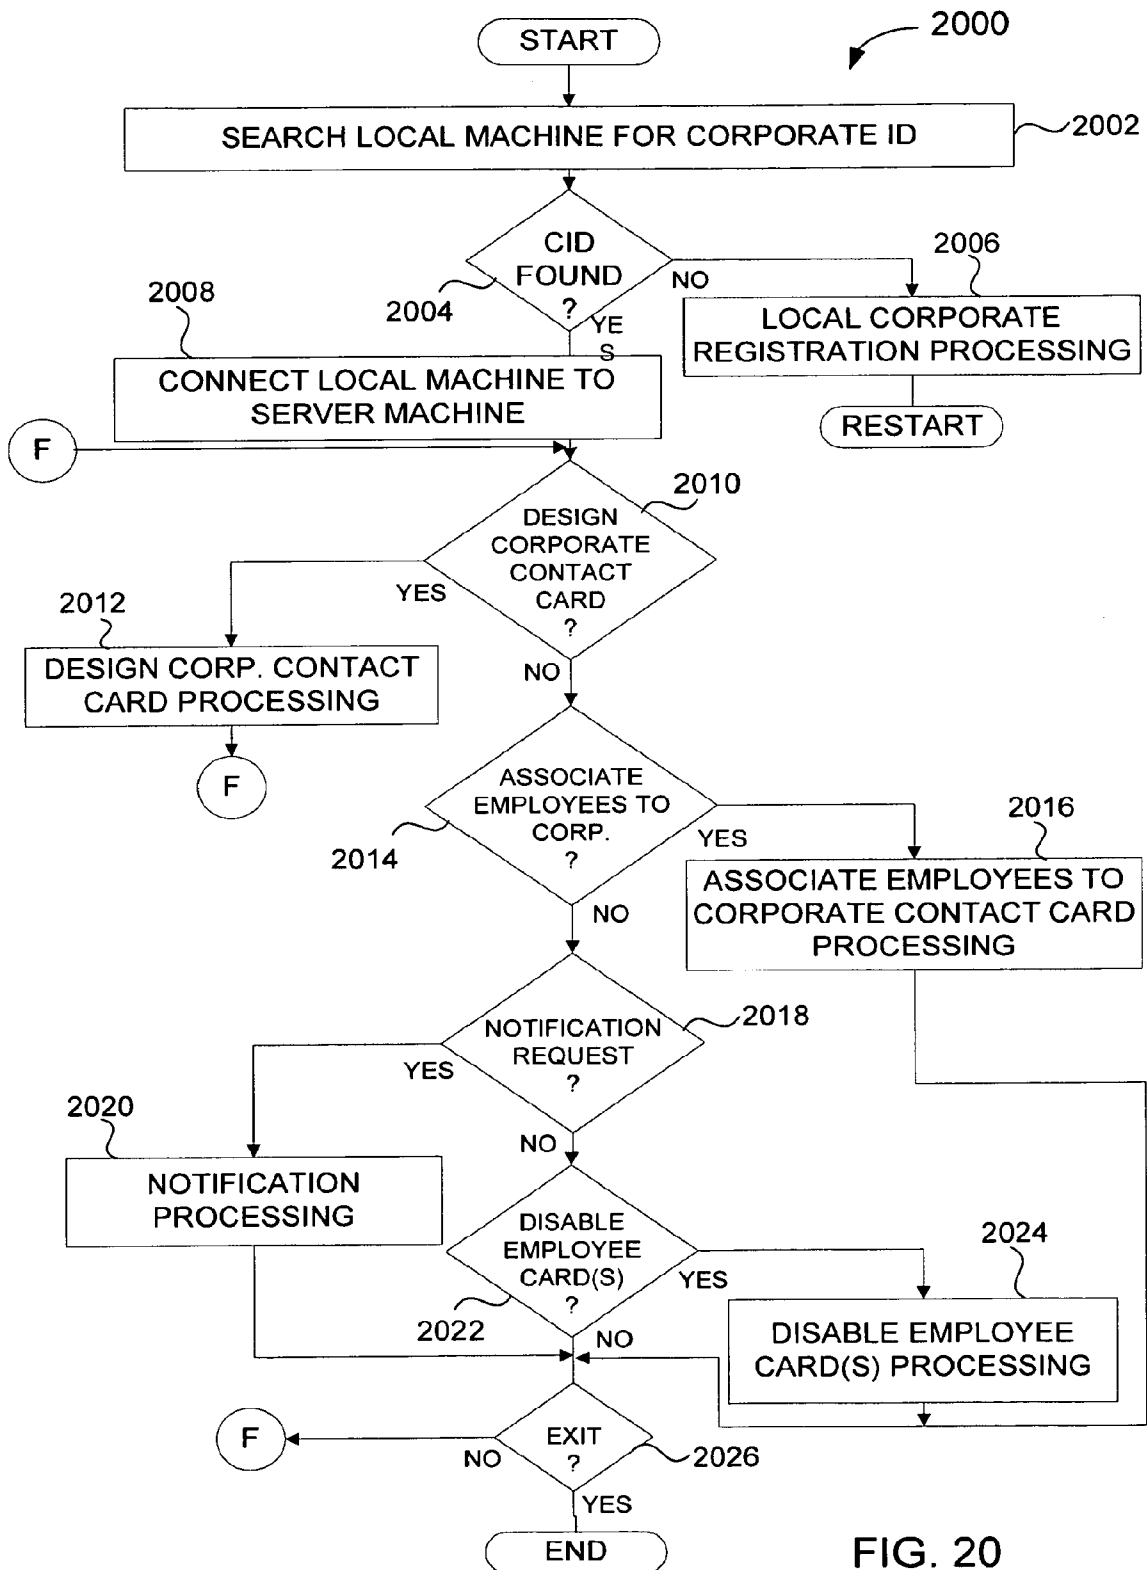 START
2000
SEARCH LOCAL MACHINE FOR CORPORATE ID
2002
CID
FOUND
?
2004
NO
YE
S
2006
LOCAL CORPORATE
REGISTRATION PROCESSING
RESTART
2008
CONNECT LOCAL MACHINE TO
SERVER MACHINE
F
2010
DESIGN
CORPORATE
CONTACT
CARD
?
YES
NO
2012
DESIGN CORP. CONTACT
CARD PROCESSING
F
ASSOCIATE
EMPLOYEES TO
CORP.
?
2014
YES
NO
2016
ASSOCIATE EMPLOYEES TO
CORPORATE CONTACT CARD
PROCESSING
NOTIFICATION
REQUEST
?
2018
YES
NO
2020
NOTIFICATION
PROCESSING
DISABLE
EMPLOYEE
CARD(S)
?
2022
YES
NO
2024
DISABLE EMPLOYEE
CARD(S) PROCESSING
F
EXIT
?
NO
2026
YES
END
FIG. 20